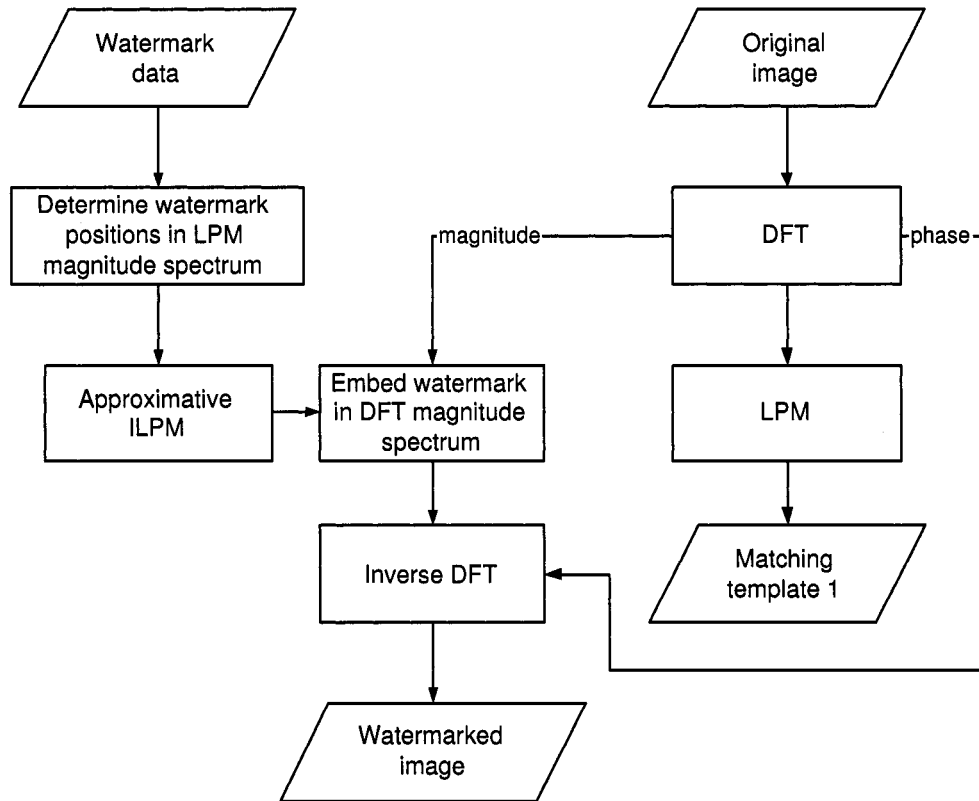 Watermark
data
Original
image
Determine watermark
positions in LPM
magnitude spectrum
magnitude
DFT
phase
Approximative
ILPM
Embed watermark
in DFT magnitude
spectrum
LPM
Inverse DFT
Matching
template 1
Watermarked
image